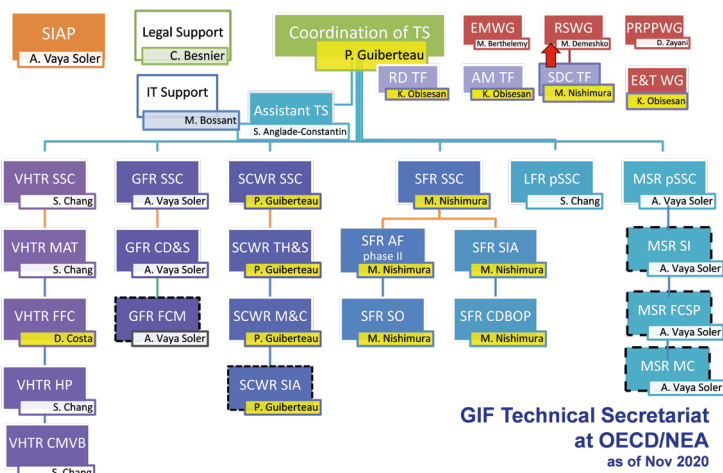 SIAP
A. Vaya Soler
Legal Support
C. Besnier
Coordination of TS
P. Guiberteau
EMWG
M. Berthelemy
RSWG
M. Demeshko
PRPPWG
D. Zayani
IT Support
M. Bossant
Assistant TS
S. Anglade-Constantin
RD TF
K. Obisesan
AM TF
K. Obisesan
SDC TF
M. Nishimura
E&T WG
K. Obisesan
VHTR SSC
S. Chang
GFR SSC
A. Vaya Soler
SCWR SSC
P. Guiberteau
SFR SSC
M. Nishimura
LFR pSSC
S. Chang
MSR pSSC
A. Vaya Soler
VHTR MAT
S. Chang
GFR CD&S
A. Vaya Soler
SCWR TH&S
P. Guiberteau
SFR AF
phase II
M. Nishimura
SFR SIA
M. Nishimura
MSR SI
A. Vaya Soler
VHTR FFC
D. Costa
GFR FCM
A. Vaya Soler
SCWR M&C
P. Guiberteau
SFR SO
M. Nishimura
SFR CDBOP
M. Nishimura
MSR FCSP
A. Vaya Soler
VHTR HP
S. Chang
SCWR SIA
P. Guiberteau
MSR MC
A. Vaya Soler
VHTR CMVB
S. Chang
GIF Technical Secretariat
at OECD/NEA
as of Nov 2020